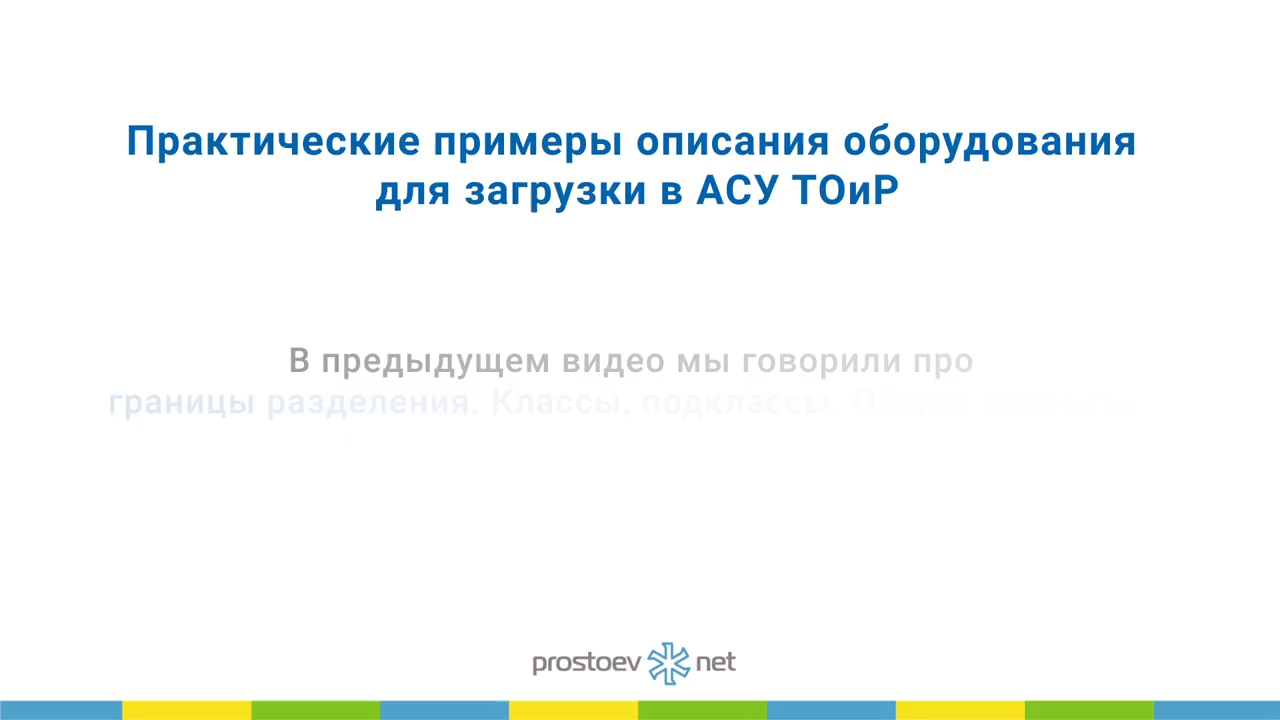 Практические примеры описания оборудования
для загрузки в АСУ ТОиР
В предыдущем видео мы говорили про
границы разделения. Классы, подклассы.
prostoev net